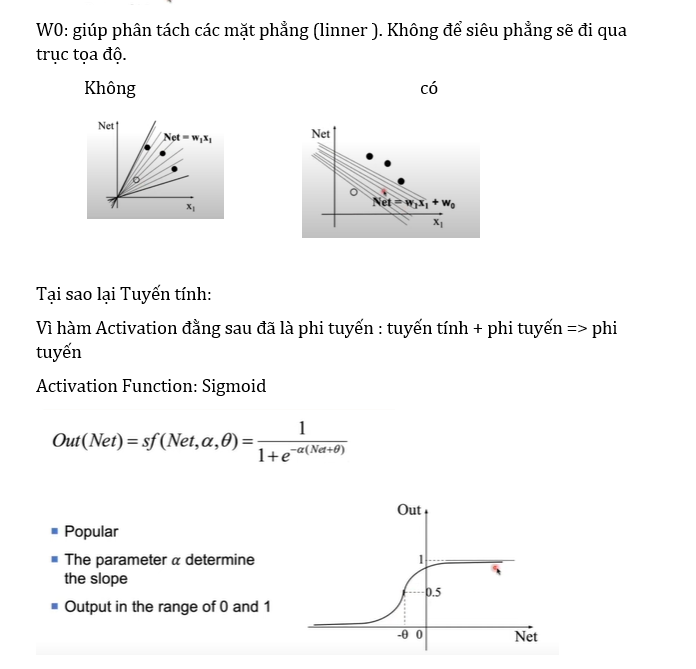 W0: giúp phân tách các mặt phẳng (linner ). Không để siêu phẳng sẽ đi qua
trục tọa độ.
Không có
Net
Net = w₁x₁
x₁
Net
Net = w₁x₁ + w₀
x₁
Tại sao lại Tuyến tính:
Vì hàm Activation đằng sau đã là phi tuyến : tuyến tính + phi tuyến => phi
tuyến
Activation Function: Sigmoid
Out(Net) = sf(Net, α, θ) = 1 / (1 + e^{-α(Net+θ)})
▪ Popular
▪ The parameter α determine
the slope
▪ Output in the range of 0 and 1
Out
1
0.5
-θ 0
Net